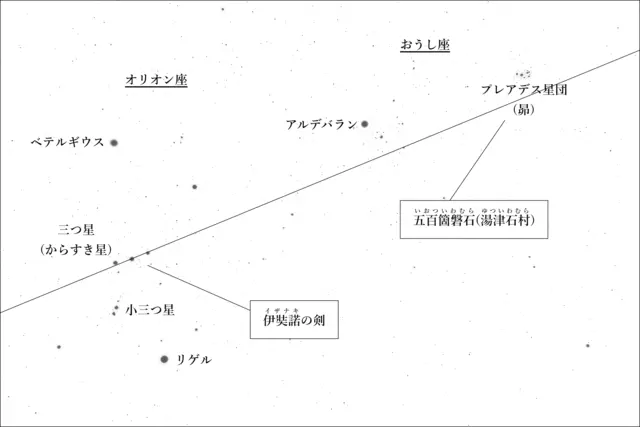 おうし座
オリオン座
プレアデス星団
（昴）
アルデバラン
ベテルギウス
いおついわむら ゆついわむら
五百箇磐石(湯津石村)
三つ星
（からすき星）
小三つ星
イザナキ
伊奘諾の剣
リゲル